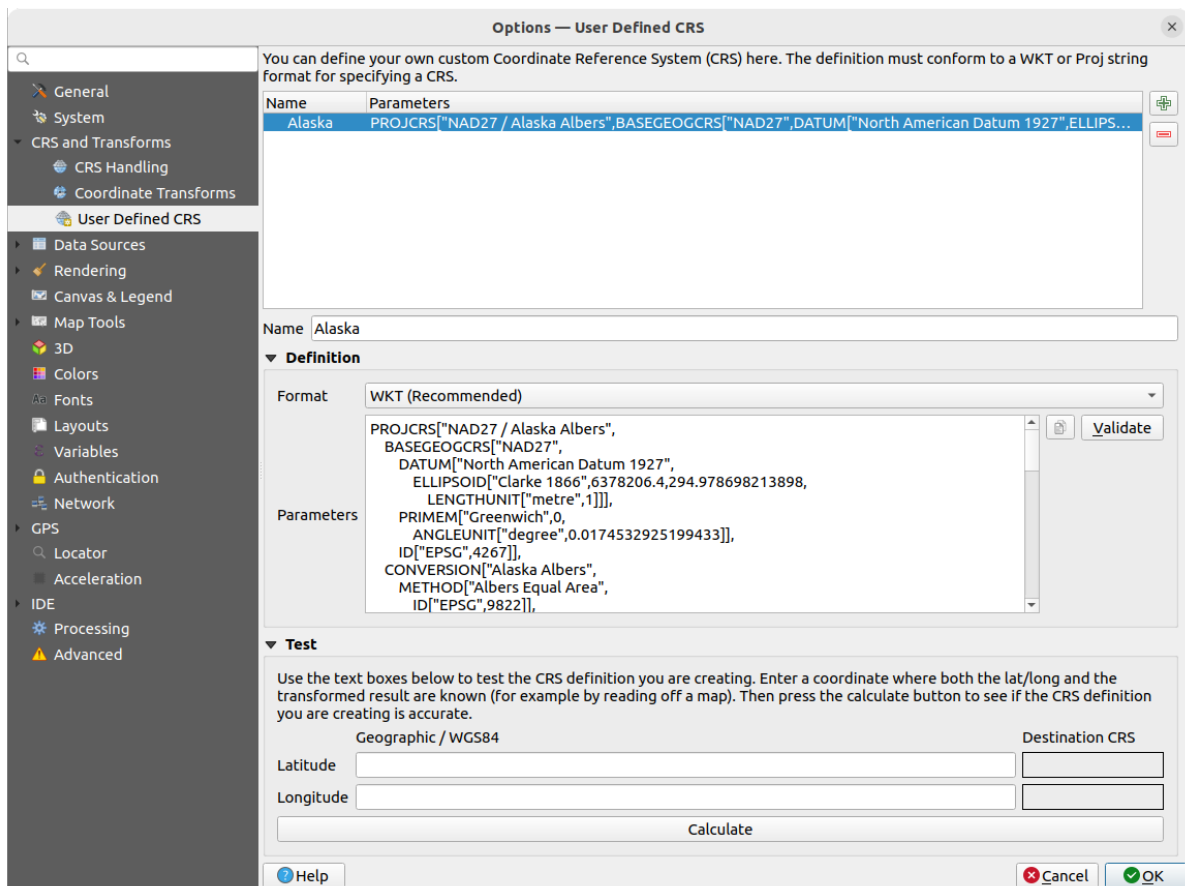 Options — User Defined CRS
General
System
CRS and Transforms
CRS Handling
Coordinate Transforms
User Defined CRS
Data Sources
Rendering
Canvas & Legend
Map Tools
3D
Colors
Aa Fonts
Layouts
Variables
Authentication
Network
GPS
Locator
Acceleration
IDE
Processing
Advanced
You can define your own custom Coordinate Reference System (CRS) here. The definition must conform to a WKT or Proj string
format for specifying a CRS.
Name Parameters
Alaska PROJCRS["NAD27 / Alaska Albers",BASEGEOGCRS["NAD27",DATUM["North American Datum 1927",ELLIPS...
Name Alaska
Definition
Format WKT (Recommended)
Parameters
PROJCRS["NAD27 / Alaska Albers",
BASEGEOGCRS["NAD27",
DATUM["North American Datum 1927",
ELLIPSOID["Clarke 1866",6378206.4,294.978698213898,
LENGTHUNIT["metre",1]]],
PRIMEM["Greenwich",0,
ANGLEUNIT["degree",0.0174532925199433]],
ID["EPSG",4267]],
CONVERSION["Alaska Albers",
METHOD["Albers Equal Area",
ID["EPSG",9822]],
Validate
Test
Use the text boxes below to test the CRS definition you are creating. Enter a coordinate where both the lat/long and the
transformed result are known (for example by reading off a map). Then press the calculate button to see if the CRS definition
you are creating is accurate.
Geographic / WGS84 Destination CRS
Latitude
Longitude
Calculate
Help Cancel OK